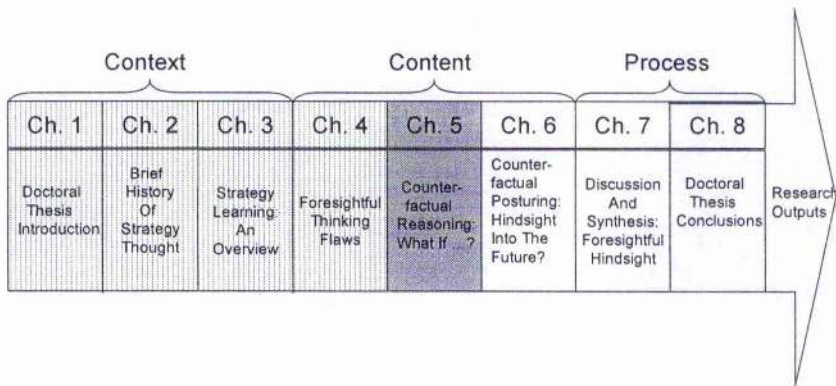 Context
Content
Process
Ch. 1
Ch. 2
Ch. 3
Ch. 4
Ch. 5
Ch. 6
Ch. 7
Ch. 8
Doctoral
Thesis
Introduction
Brief
History
Of
Strategy
Thought
Strategy
Learning:
An
Overview
Foresightful
Thinking
Flaws
Counter-
factual
Reasoning:
What If ...?
Counter-
factual
Posturing:
Hindsight
Into The
Future?
Discussion
And
Synthesis:
Foresightful
Hindsight
Doctoral
Thesis
Conclusions
Research
Outputs